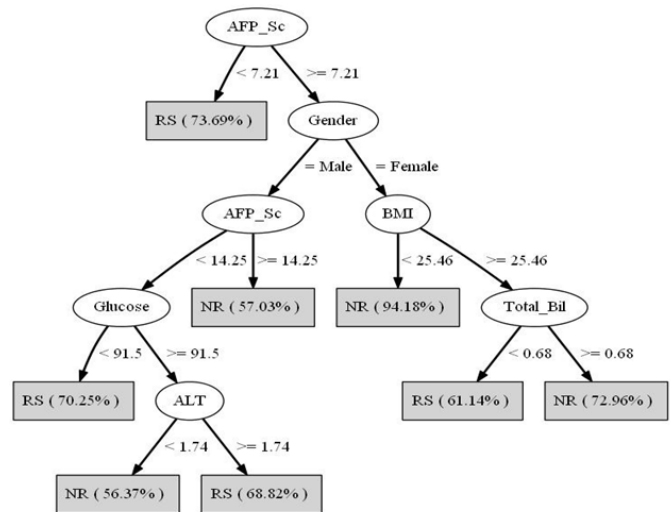 AFP_Sc
< 7.21
>= 7.21
RS ( 73.69% )
Gender
= Male
= Female
AFP_Sc
BMI
< 14.25
>= 14.25
< 25.46
>= 25.46
Glucose
NR ( 57.03% )
NR ( 94.18% )
Total_Bil
< 91.5
>= 91.5
< 0.68
>= 0.68
RS ( 70.25% )
ALT
RS ( 61.14% )
NR ( 72.96% )
< 1.74
>= 1.74
NR ( 56.37% )
RS ( 68.82% )